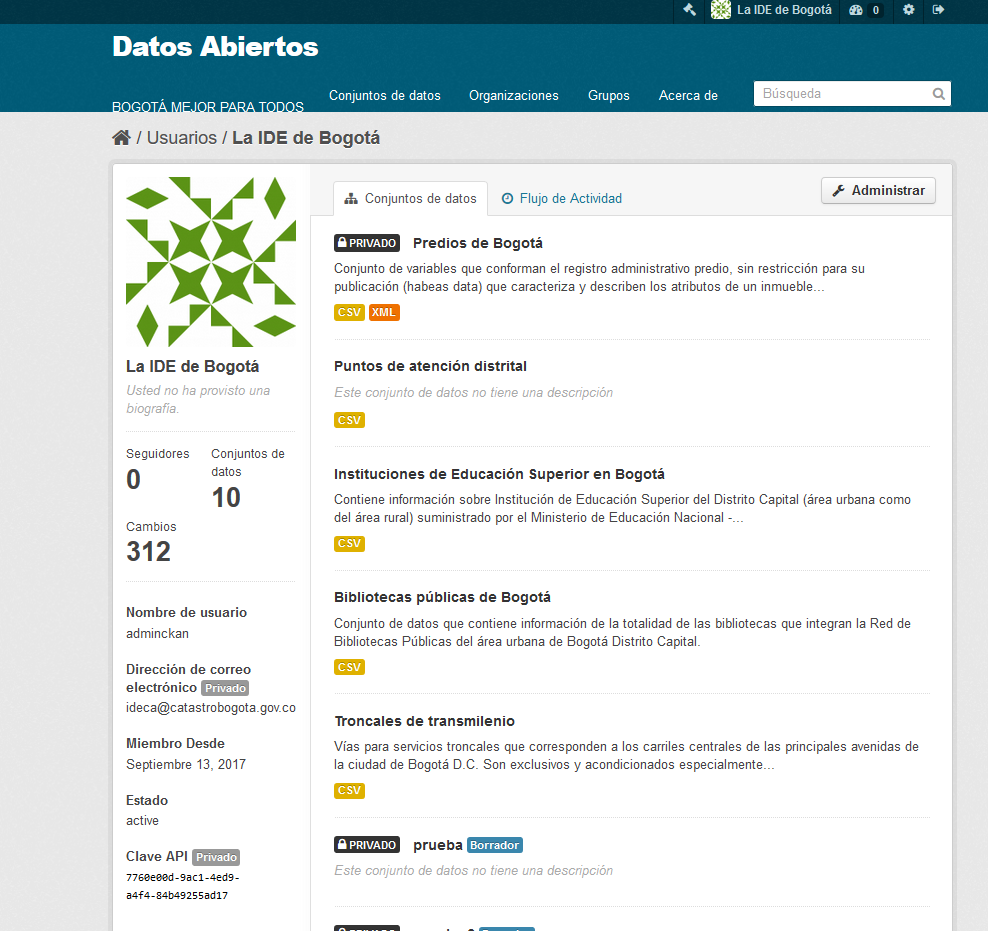 La IDE de Bogotá
0
Datos Abiertos
BOGOTÁ MEJOR PARA TODOS
Conjuntos de datos
Organizaciones
Grupos
Acerca de
Búsqueda
/ Usuarios / La IDE de Bogotá
La IDE de Bogotá
Usted no ha provisto una
biografía.
Seguidores
0
Conjuntos de
datos
10
Cambios
312
Nombre de usuario
adminckan
Dirección de correo
electrónico Privado
ideca@catastrobogota.gov.co
Miembro Desde
Septiembre 13, 2017
Estado
active
Clave API Privado
7760e00d-9ac1-4ed9-
a4f4-84b49255ad17
Conjuntos de datos
Flujo de Actividad
Administrar
PRIVADO Predios de Bogotá
Conjunto de variables que conforman el registro administrativo predio, sin restricción para su
publicación (habeas data) que caracteriza y describen los atributos de un inmueble...
CSV XML
Puntos de atención distrital
Este conjunto de datos no tiene una descripción
CSV
Instituciones de Educación Superior en Bogotá
Contiene información sobre Institución de Educación Superior del Distrito Capital (área urbana como
del área rural) suministrado por el Ministerio de Educación Nacional -...
CSV
Bibliotecas públicas de Bogotá
Conjunto de datos que contiene información de la totalidad de las bibliotecas que integran la Red de
Bibliotecas Públicas del área urbana de Bogotá Distrito Capital.
CSV
Troncales de transmilenio
Vías para servicios troncales que corresponden a los carriles centrales de las principales avenidas de
la ciudad de Bogotá D.C. Son exclusivos y acondicionados especialmente...
CSV
PRIVADO prueba Borrador
Este conjunto de datos no tiene una descripción